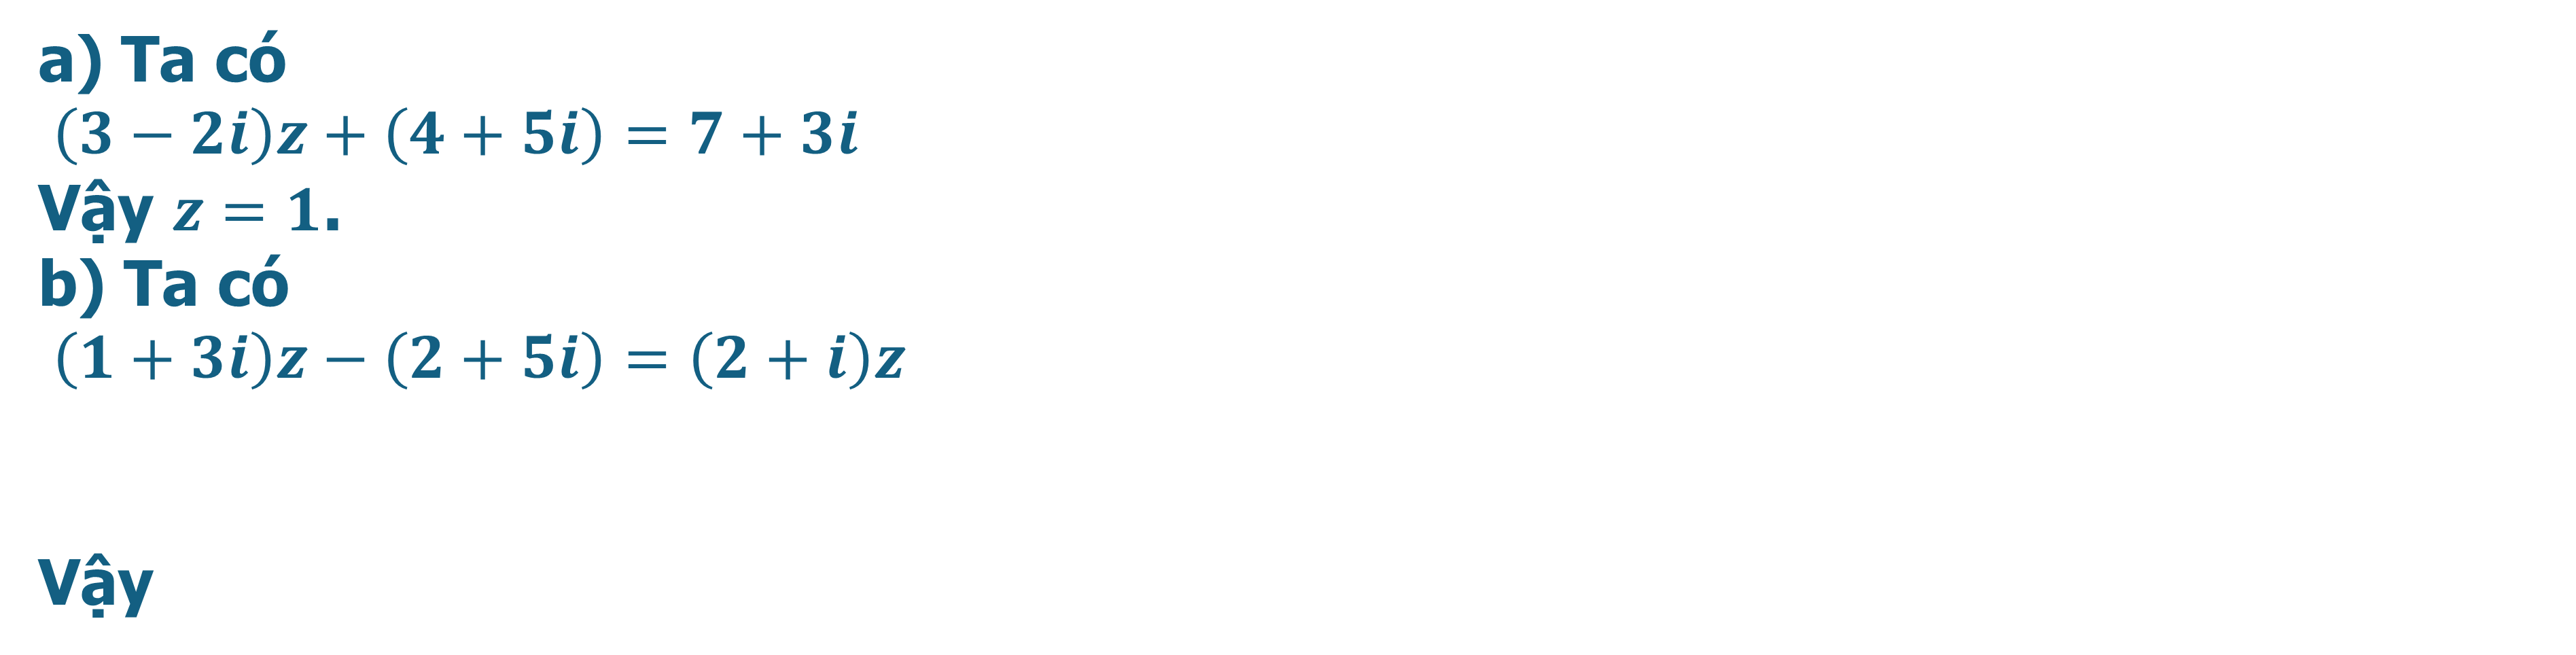 a) Ta có
(3 − 2i)z + (4 + 5i) = 7 + 3i
Vậy z = 1.
b) Ta có
(1 + 3i)z − (2 + 5i) = (2 + i)z
Vậy